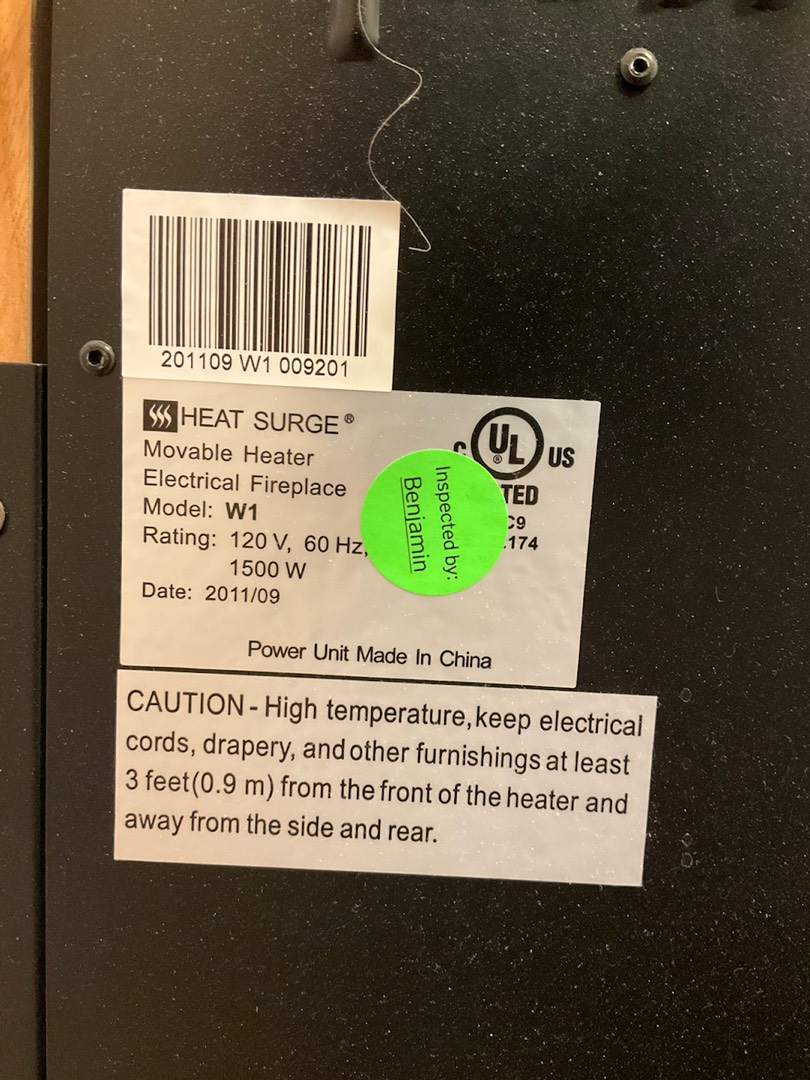 201109 W1 009201
HEAT SURGE®
Movable Heater
Electrical Fireplace
Model: W1
Rating: 120 V, 60 Hz,
1500 W
Date: 2011/09
C UL® US
Inspected by:
Benjamin
Power Unit Made In China
CAUTION - High temperature, keep electrical
cords, drapery, and other furnishings at least
3 feet(0.9 m) from the front of the heater and
away from the side and rear.